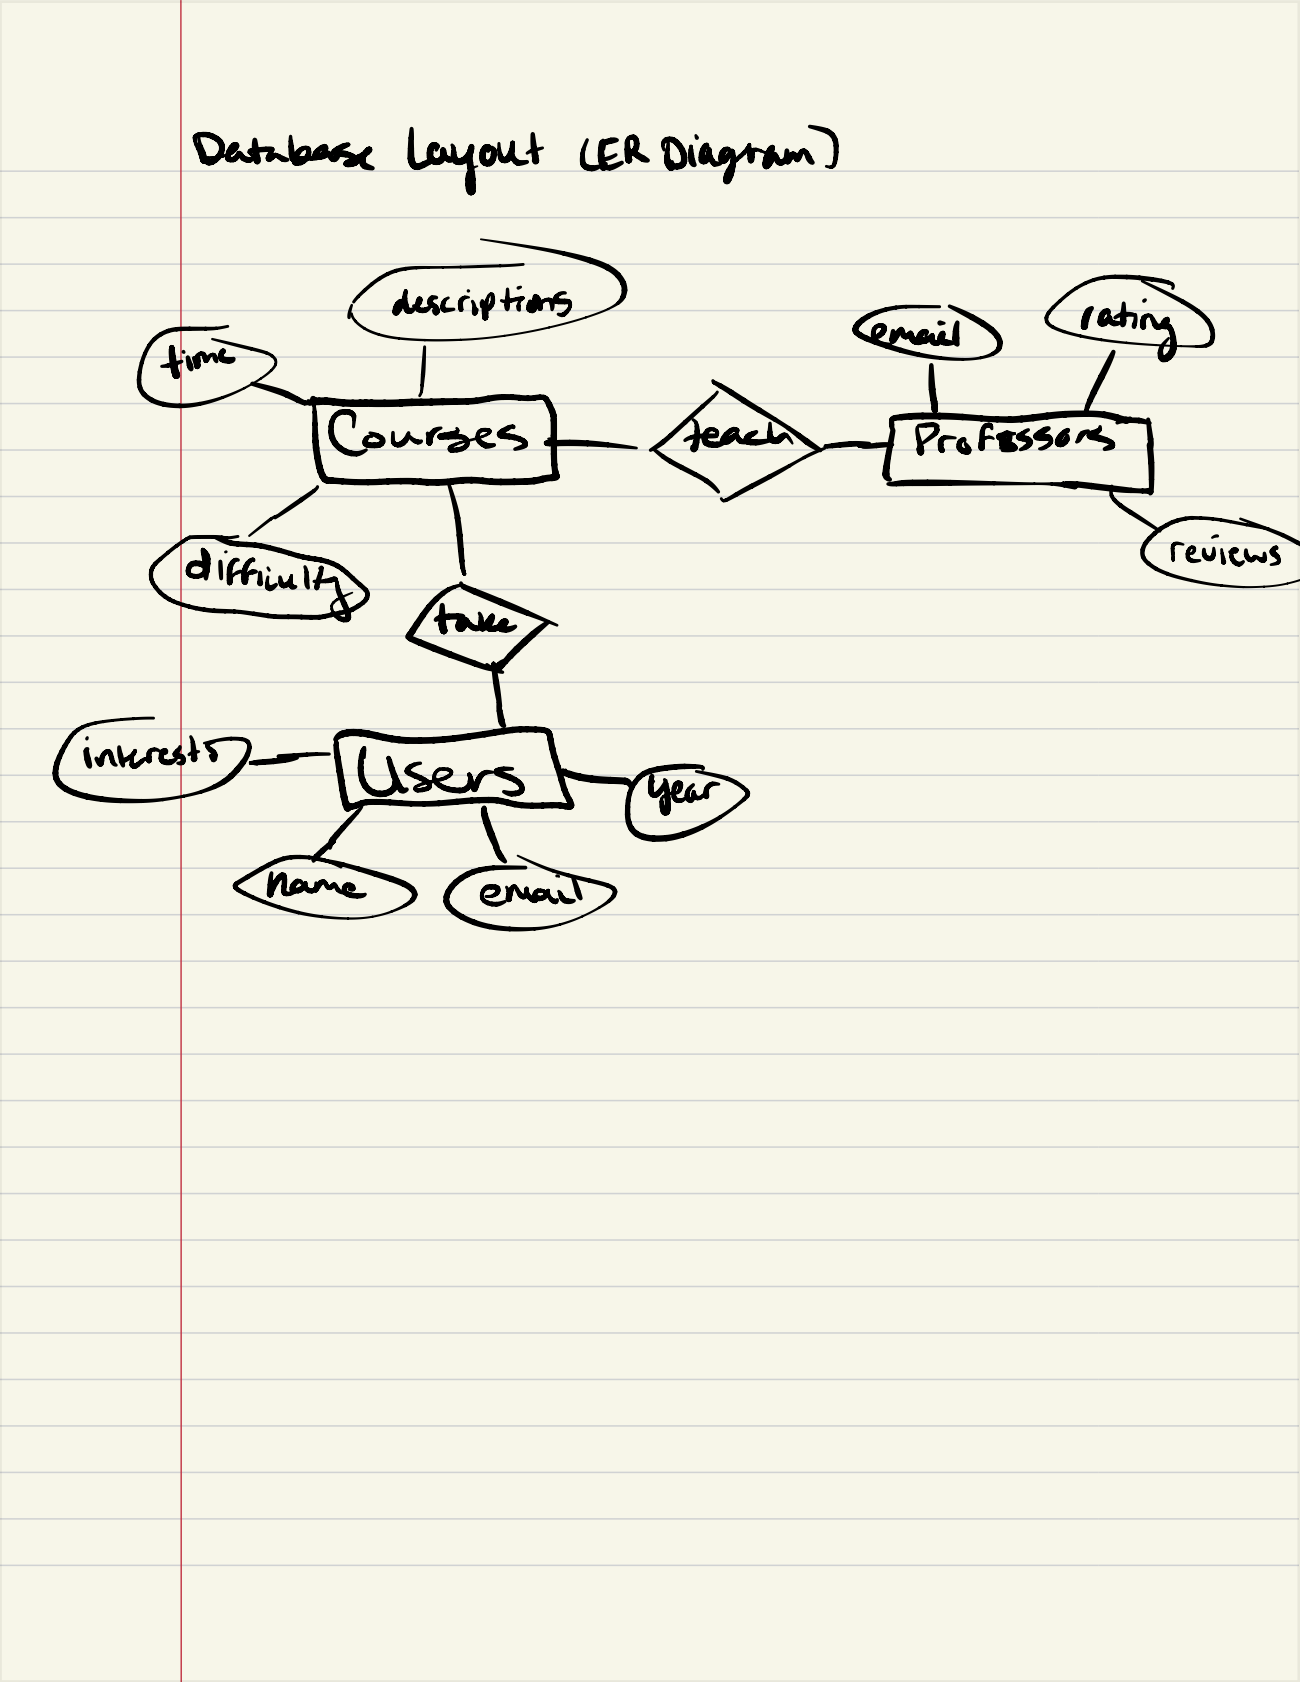 Database Layout (ER Diagram)
descriptions
time
email
rating
Courses
teach
Professors
difficulty
reviews
take
interests
Users
year
name
email